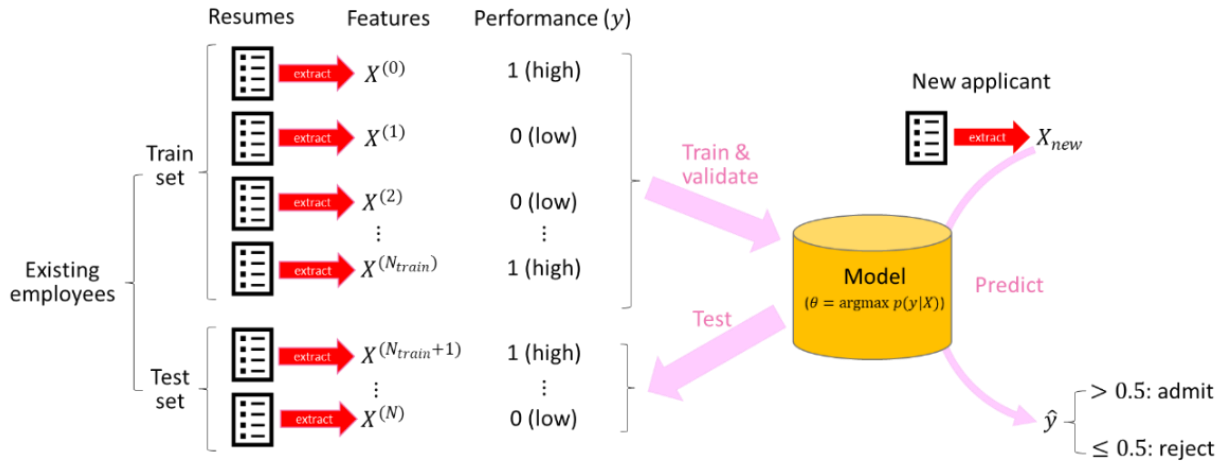 Resumes Features Performance (y)
extract X^(0) 1 (high)
New applicant
extract X_new
extract X^(1) 0 (low)
Train
set
Train &
validate
extract X^(2) 0 (low)
⋮ ⋮
Existing
employees
extract X^(N_train) 1 (high)
Model
(θ = argmax p(y|X))
Predict
Test
extract X^(N_train+1) 1 (high)
Test
set
⋮ ⋮
extract X^(N) 0 (low)
ŷ
> 0.5: admit
≤ 0.5: reject